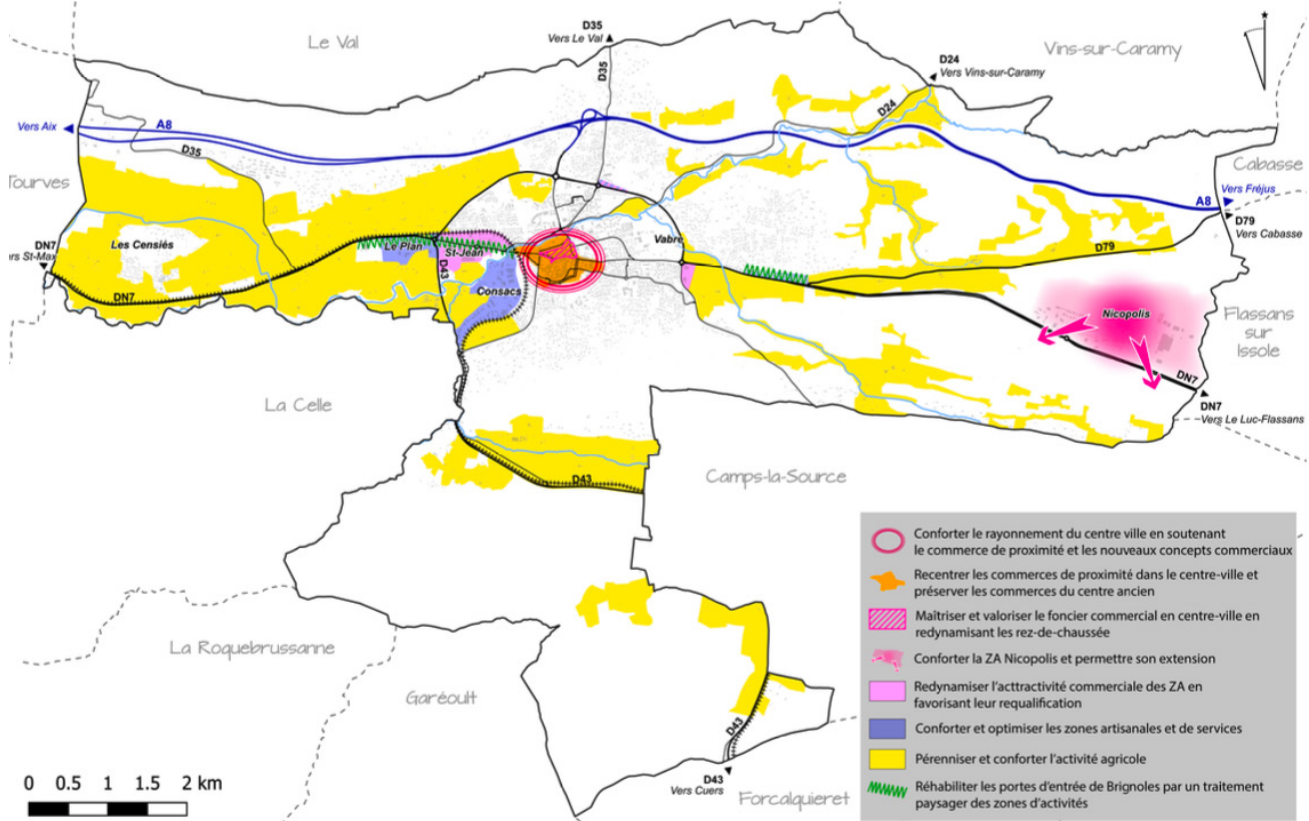 Le Val
D35
Vers Le Val
Vins-sur-Caramy
D24
Vers Vins-sur-Caramy
D35
D24
Vers Aix
A8
D35
Cabasse
Tourves
Vers Fréjus
A8
D79
Vers Cabasse
Les Censiés
DN7
rs St-Max
Le Plan
St-Jean
Vabre
D79
D43
DN7
Consacs
Nicopolis
Flassans
sur
Issole
DN7
DN7
Vers Le Luc-Flassans
La Celle
Camps-la-Source
D43
La Roquebrussanne
Garéoult
D43
D43
Vers Cuers
Forcalquieret
0 0.5 1 1.5 2 km
Conforter le rayonnement du centre ville en soutenant
le commerce de proximité et les nouveaux concepts commerciaux
Recentrer les commerces de proximité dans le centre-ville et
préserver les commerces du centre ancien
Maîtriser et valoriser le foncier commercial en centre-ville en
redynamisant les rez-de-chaussée
Conforter la ZA Nicopolis et permettre son extension
Redynamiser l'acttractivité commerciale des ZA en
favorisant leur requalification
Conforter et optimiser les zones artisanales et de services
Pérenniser et conforter l'activité agricole
Réhabiliter les portes d'entrée de Brignoles par un traitement
paysager des zones d'activités